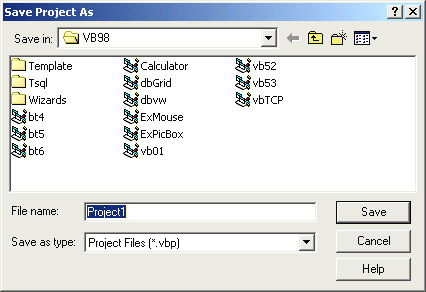 Save Project As
Save in: VB98
Template Calculator vb52
Tsql dbGrid vb53
Wizards dbvw vbTCP
bt4 ExMouse
bt5 ExPicBox
bt6 vb01
File name: Project1 Save
Save as type: Project Files (*.vbp) Cancel
Help